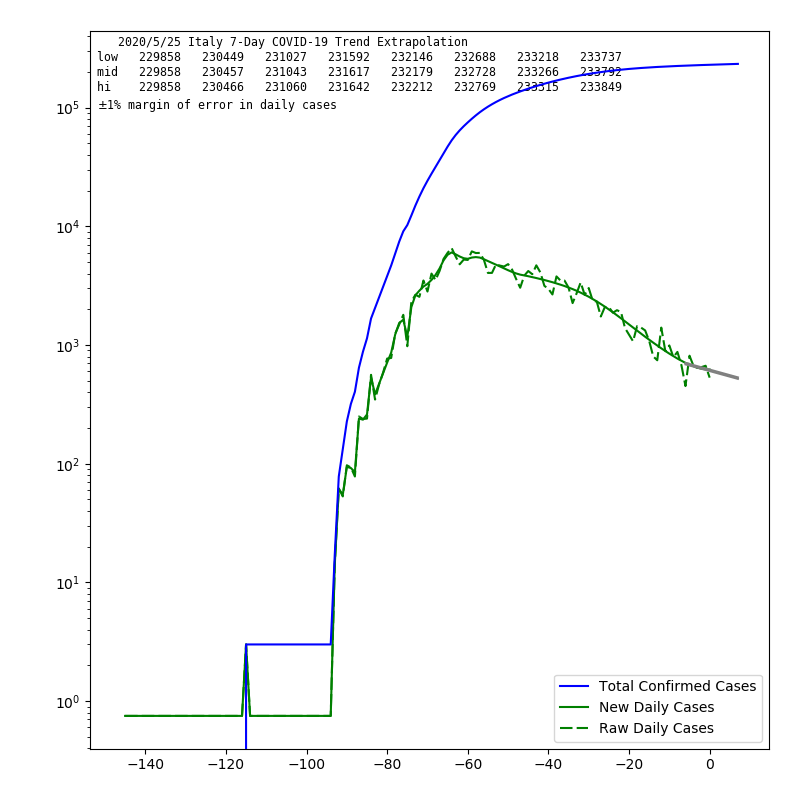 2020/5/25 Italy 7-Day COVID-19 Trend Extrapolation
low 229858 230449 231027 231592 232146 232688 233218 233737
mid 229858 230457 231043 231617 232179 232728 233266 233792
hi 229858 230466 231060 231642 232212 232769 233315 233849
±1% margin of error in daily cases
10^5
10^4
10^3
10^2
10^1
10^0
Total Confirmed Cases
New Daily Cases
Raw Daily Cases
−140 −120 −100 −80 −60 −40 −20 0